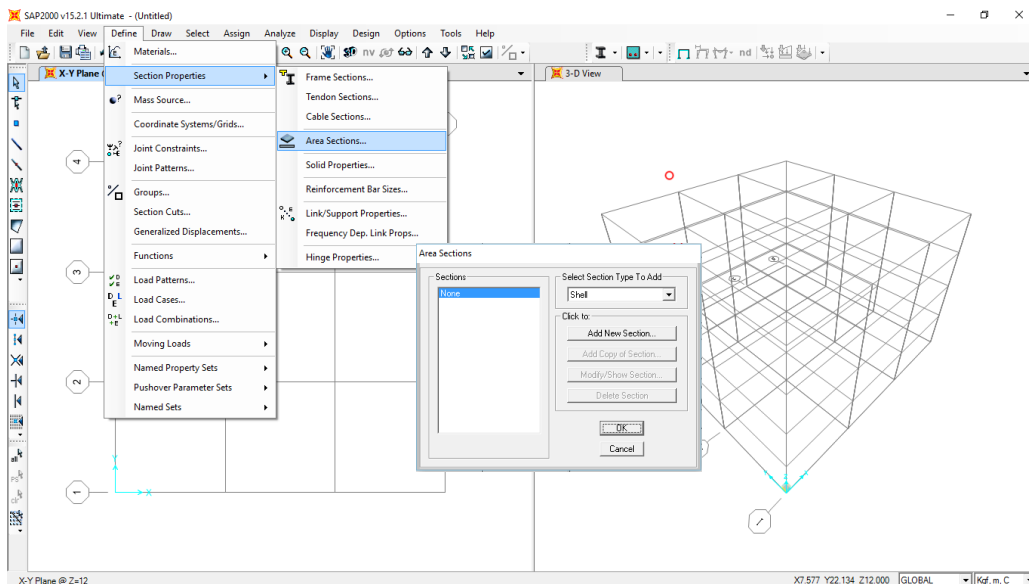 SAP2000 v15.2.1 Ultimate - (Untitled)
File Edit View Define Draw Select Assign Analyze Display Design Options Tools Help
nv
nd
X-Y Plane
3-D View
Materials...
Section Properties
Mass Source...
Coordinate Systems/Grids...
Joint Constraints...
Joint Patterns...
Groups...
Section Cuts...
Generalized Displacements...
Functions
Load Patterns...
Load Cases...
Load Combinations...
Moving Loads
Named Property Sets
Pushover Parameter Sets
Named Sets
Frame Sections...
Tendon Sections...
Cable Sections...
Area Sections...
Solid Properties...
Reinforcement Bar Sizes...
Link/Support Properties...
Frequency Dep. Link Props...
Hinge Properties...
Area Sections
Sections
None
Select Section Type To Add
Shell
Click to:
Add New Section...
Add Copy of Section...
Modify/Show Section...
Delete Section
OK
Cancel
4
3
2
1
Y
X
1
all
PS
clr
X-Y Plane @ Z=12
X7.577 Y22.134 Z12.000
GLOBAL
Kgf, m, C